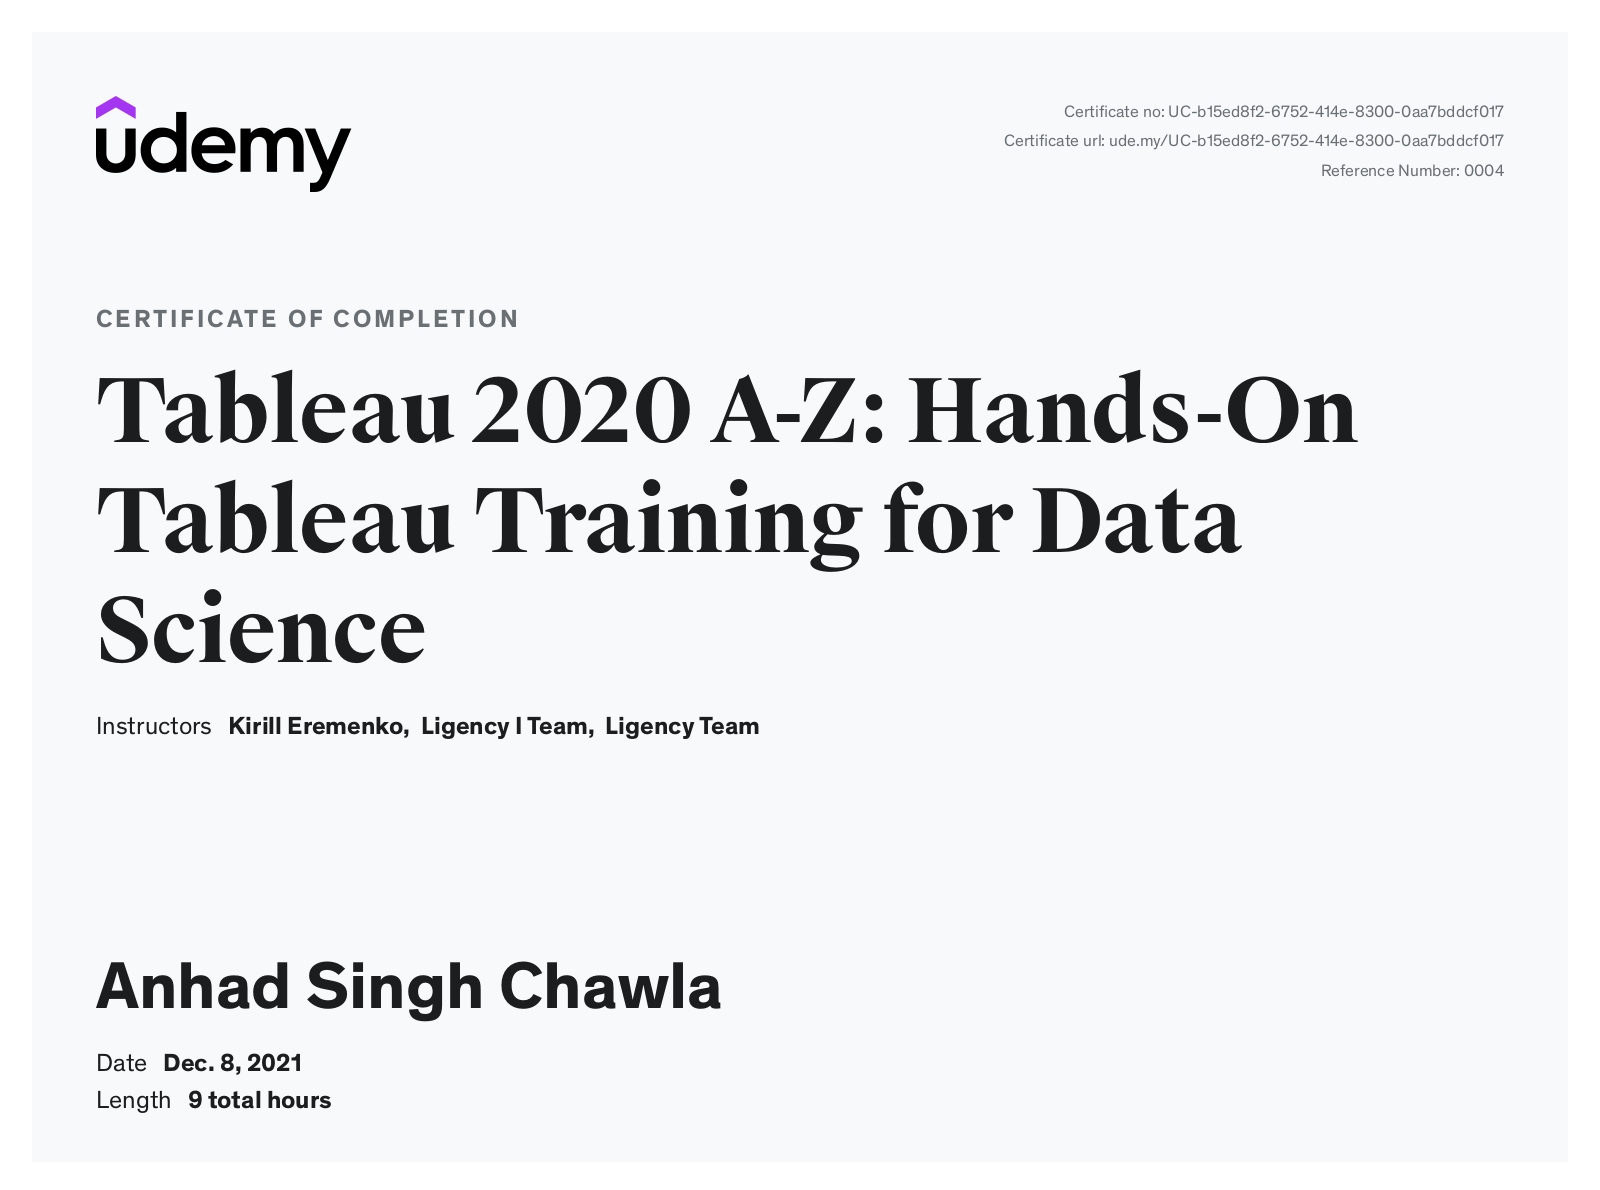 udemy
Certificate no: UC-b15ed8f2-6752-414e-8300-0aa7bddcf017
Certificate url: ude.my/UC-b15ed8f2-6752-414e-8300-0aa7bddcf017
Reference Number: 0004
CERTIFICATE OF COMPLETION
Tableau 2020 A-Z: Hands-On
Tableau Training for Data
Science
Instructors Kirill Eremenko, Ligency I Team, Ligency Team
Anhad Singh Chawla
Date Dec. 8, 2021
Length 9 total hours